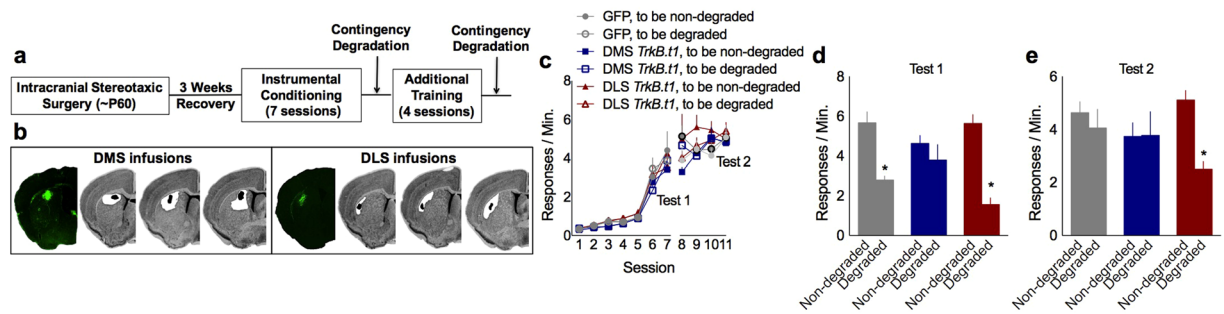 a
Intracranial Stereotaxic
Surgery (~P60)
3 Weeks
Recovery
Instrumental
Conditioning
(7 sessions)
Contingency
Degradation
Additional
Training
(4 sessions)
Contingency
Degradation
b
DMS infusions
DLS infusions
c
GFP, to be non-degraded
GFP, to be degraded
DMS TrkB.t1, to be non-degraded
DMS TrkB.t1, to be degraded
DLS TrkB.t1, to be non-degraded
DLS TrkB.t1, to be degraded
Responses / Min.
8
6
4
2
0
Test 1
Test 2
1 2 3 4 5 6 7 8 9 10 11
Session
d
Test 1
Responses / Min.
8
6
4
2
0
*
*
Non-degraded
Degraded
Non-degraded
Degraded
Non-degraded
Degraded
e
Test 2
Responses / Min.
6
4
2
0
*
Non-degraded
Degraded
Non-degraded
Degraded
Non-degraded
Degraded